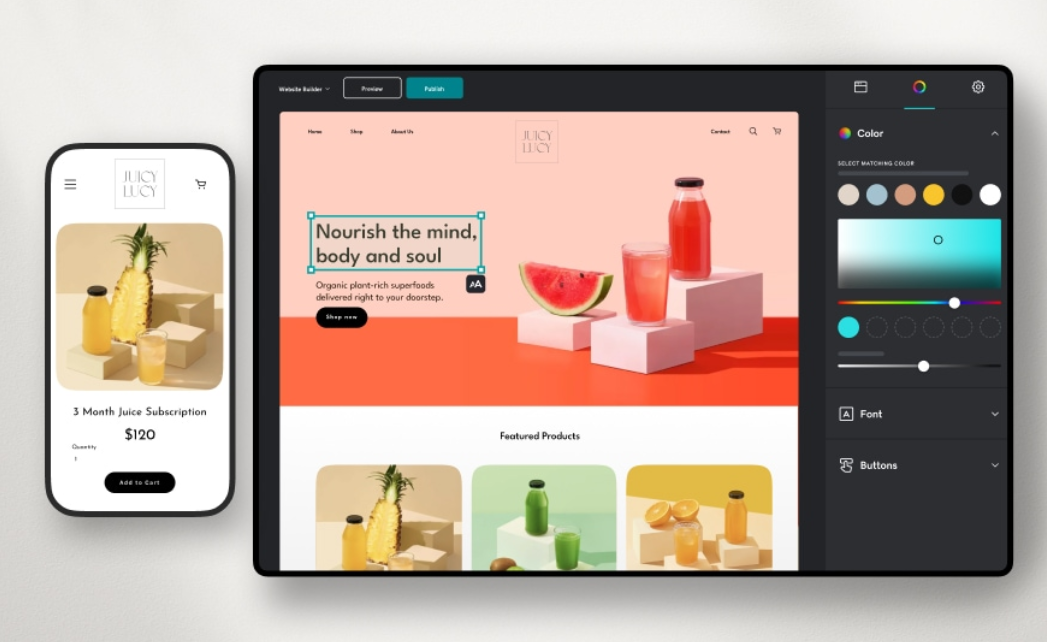 JUICY
LUCY
3 Month Juice Subscription
$120
Quantity
1
Add to Cart
Website Builder
Preview
Publish
Home
Shop
About Us
JUICY
LUCY
Contact
Nourish the mind,
body and soul
AA
Organic plant-rich superfoods
delivered right to your doorstep.
Shop now
Featured Products
Color
SELECT MATCHING COLOR
A
Font
Buttons